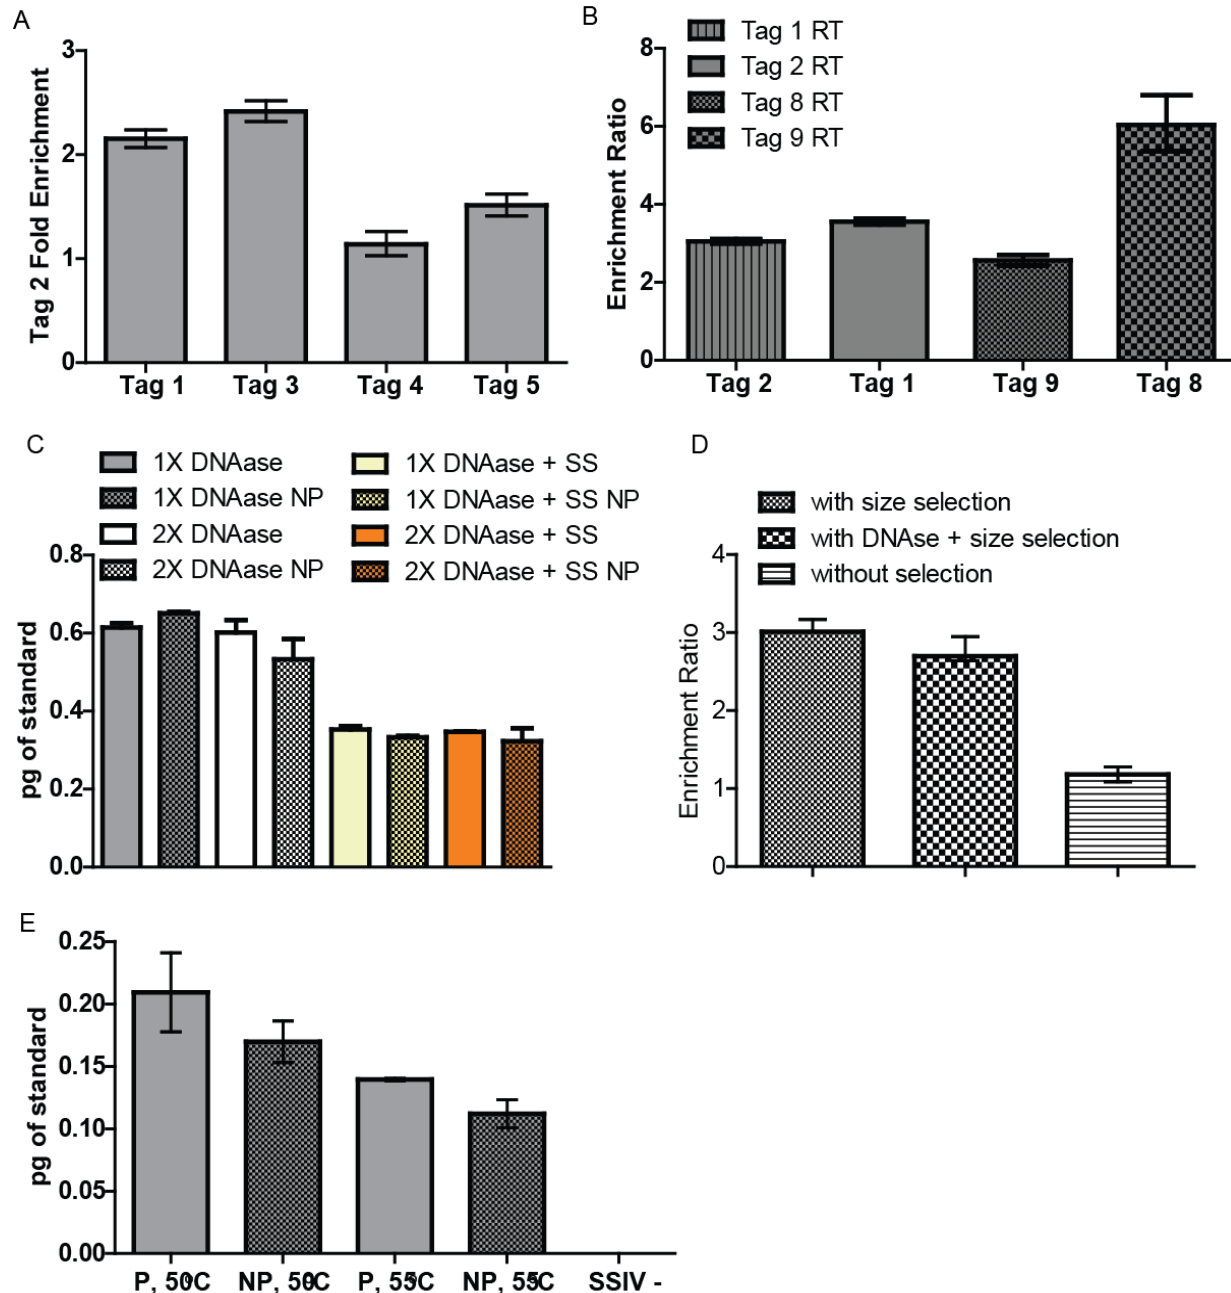 A
Tag 2 Fold Enrichment
3
2
1
0
Tag 1 Tag 3 Tag 4 Tag 5
B
Tag 1 RT
Tag 2 RT
Tag 8 RT
Tag 9 RT
Enrichment Ratio
8
6
4
2
0
Tag 2 Tag 1 Tag 9 Tag 8
C
1X DNAase
1X DNAase NP
2X DNAase
2X DNAase NP
1X DNAase + SS
1X DNAase + SS NP
2X DNAase + SS
2X DNAase + SS NP
pg of standard
0.8
0.6
0.4
0.2
0.0
D
with size selection
with DNAse + size selection
without selection
Enrichment Ratio
4
3
2
1
0
E
pg of standard
0.25
0.20
0.15
0.10
0.05
0.00
P, 50°C NP, 50°C P, 55°C NP, 55°C SSIV -